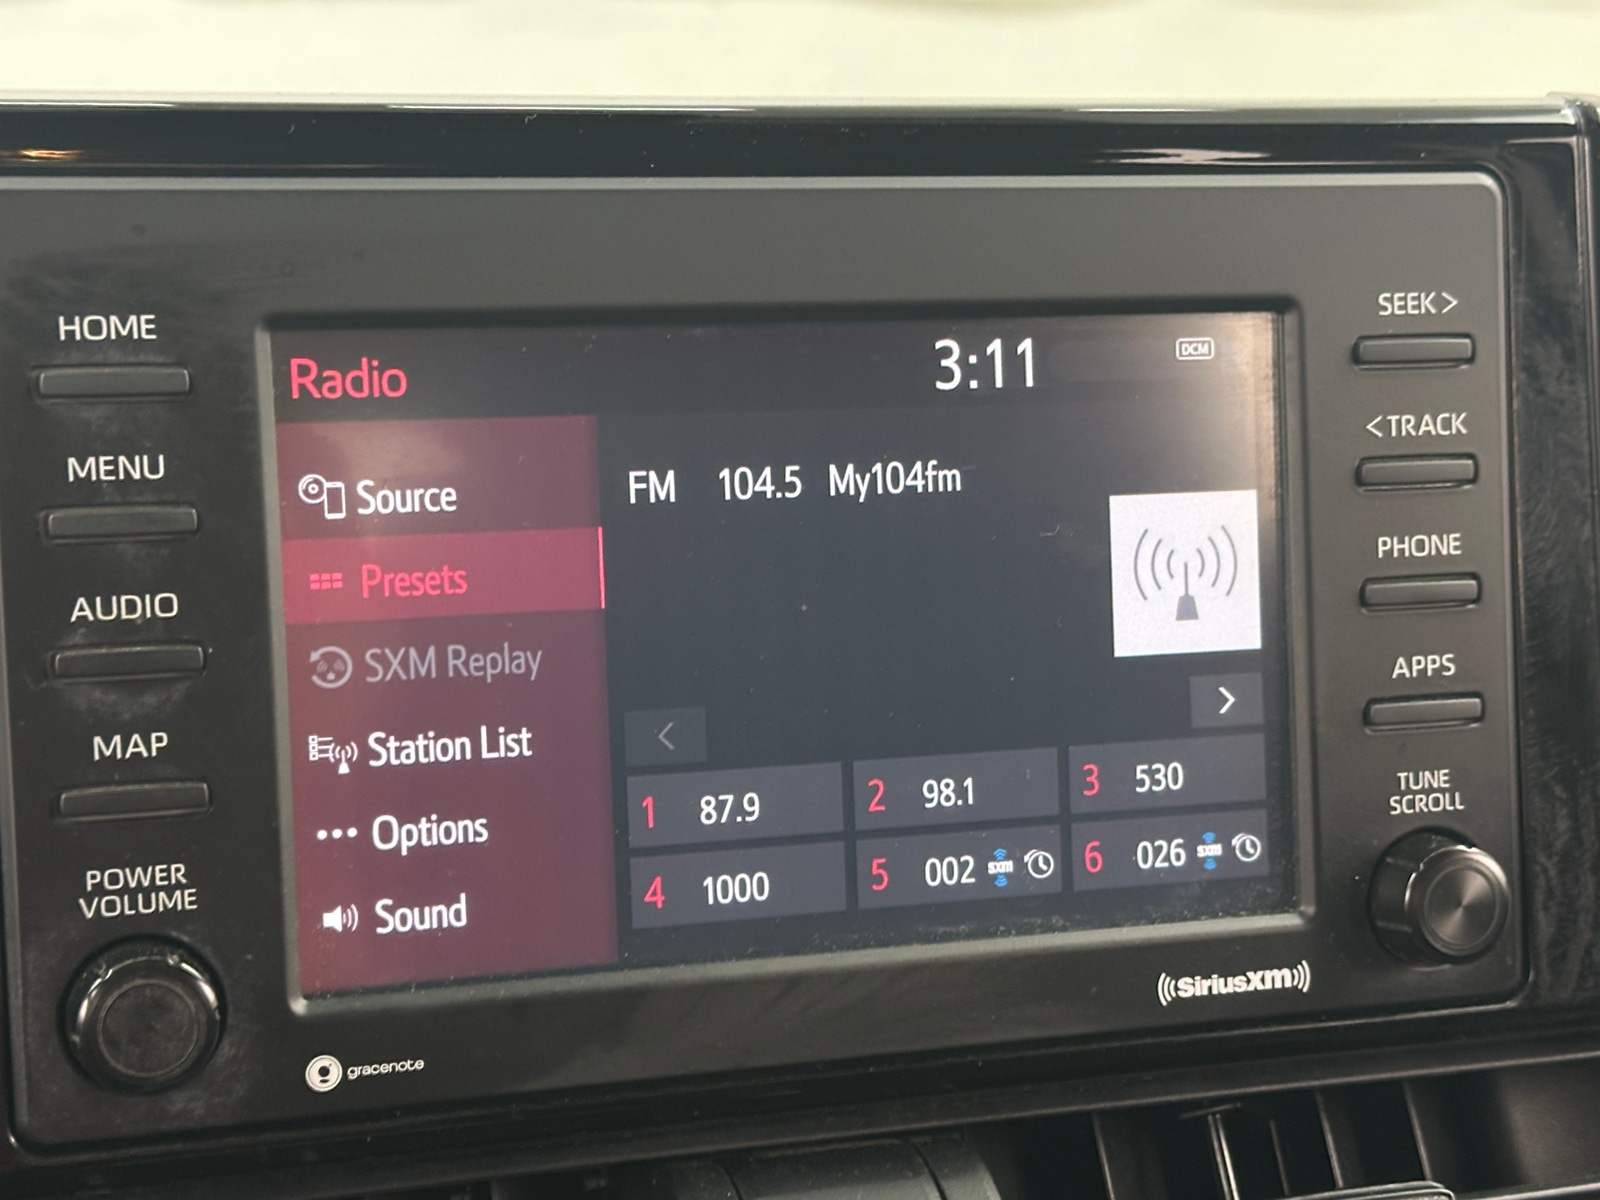 HOME
MENU
AUDIO
MAP
POWER
VOLUME
Radio
3:11
DCM
Source
Presets
SXM Replay
Station List
Options
Sound
FM 104.5 My104fm
<
>
1 87.9
2 98.1
3 530
4 1000
5 002 sxm
6 026 sxm
SEEK >
< TRACK
PHONE
APPS
TUNE
SCROLL
((SiriusXM))
gracenote